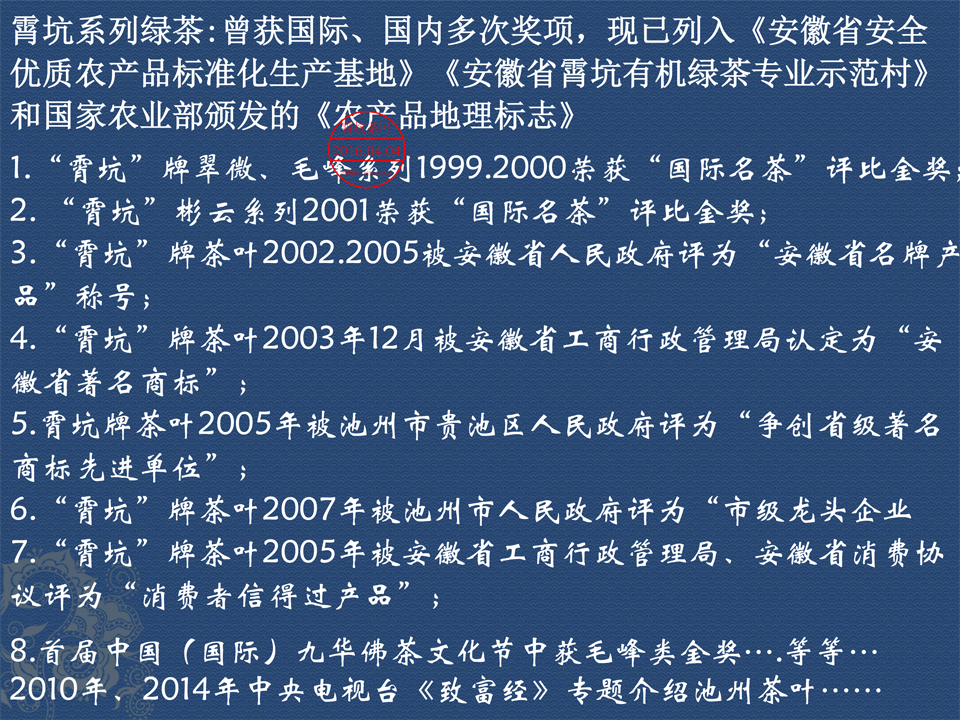 霄坑系列绿茶:曾获国际、国内多次奖项，现已列入《安徽省安全
优质农产品标准化生产基地》《安徽省霄坑有机绿茶专业示范村》
和国家农业部颁发的《农产品地理标志》
1.“霄坑”牌翠微、毛峰系列1999.2000荣获“国际名茶”评比金奖;
2.“霄坑”彬云系列2001荣获“国际名茶”评比金奖;
3.“霄坑”牌茶叶2002.2005被安徽省人民政府评为“安徽省名牌产
品”称号;
4.“霄坑”牌茶叶2003年12月被安徽省工商行政管理局认定为“安
徽省著名商标”;
5.霄坑牌茶叶2005年被池州市贵池区人民政府评为“争创省级著名
商标先进单位”;
6.“霄坑”牌茶叶2007年被池州市人民政府评为“市级龙头企业
7.“霄坑”牌茶叶2005年被安徽省工商行政管理局、安徽省消费协
议评为“消费者信得过产品”;
8.首届中国（国际）九华佛茶文化节中获毛峰类金奖….等等…
2010年、2014年中央电视台《致富经》专题介绍池州茶叶……
2016.04.04